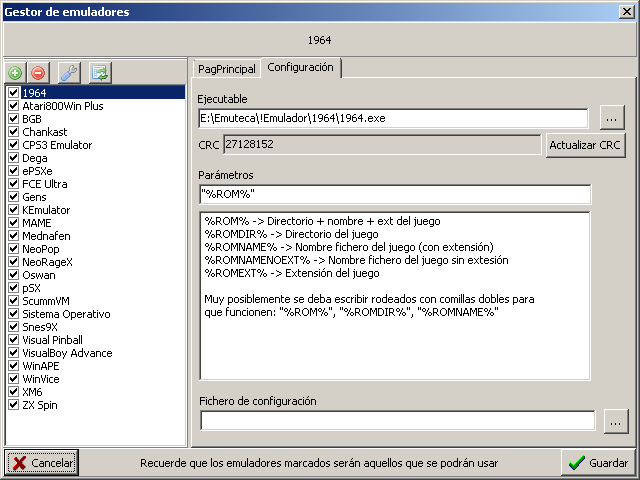 Gestor de emuladores
1964
PagPrincipal
Configuración
1964
Atari800Win Plus
BGB
Chankast
CPS3 Emulator
Dega
ePSXe
FCE Ultra
Gens
KEmulator
MAME
Mednafen
NeoPop
NeoRageX
Oswan
pSX
ScummVM
Sistema Operativo
Snes9X
Visual Pinball
VisualBoy Advance
WinAPE
WinVice
XM6
ZX Spin
Ejecutable
E:\Emuteca\!Emulador\1964\1964.exe
...
CRC 27128152 Actualizar CRC
Parámetros
"%ROM%"
%ROM% -> Directorio + nombre + ext del juego
%ROMDIR% -> Directorio del juego
%ROMNAME% -> Nombre fichero del juego (con extensión)
%ROMNAMENOEXT% -> Nombre fichero del juego sin extesión
%ROMEXT% -> Extensión del juego
Muy posiblemente se deba escribir rodeados con comillas dobles para
que funcionen: "%ROM%", "%ROMDIR%", "%ROMNAME%"
Fichero de configuración
...
Cancelar
Recuerde que los emuladores marcados serán aquellos que se podrán usar
Guardar